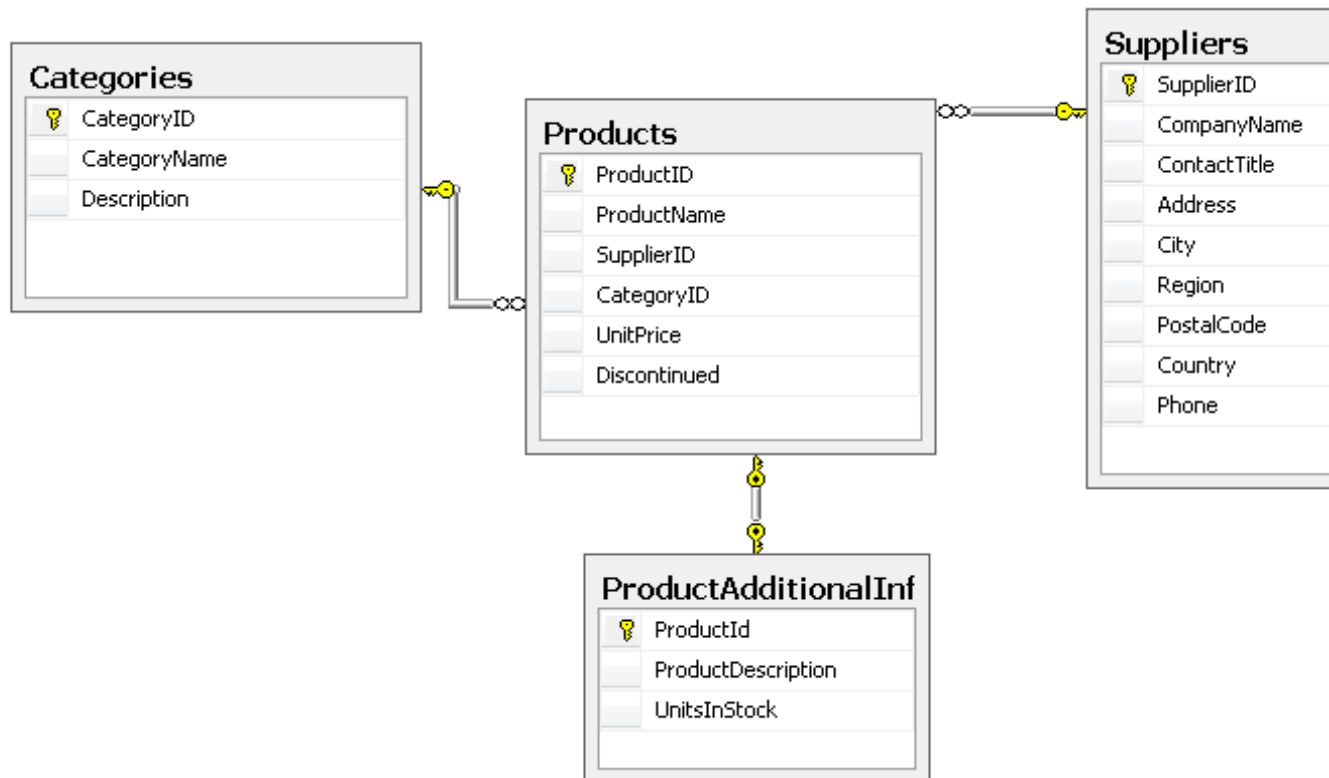 Categories
CategoryID
CategoryName
Description
Products
ProductID
ProductName
SupplierID
CategoryID
UnitPrice
Discontinued
Suppliers
SupplierID
CompanyName
ContactTitle
Address
City
Region
PostalCode
Country
Phone
ProductAdditionalInf
ProductId
ProductDescription
UnitsInStock